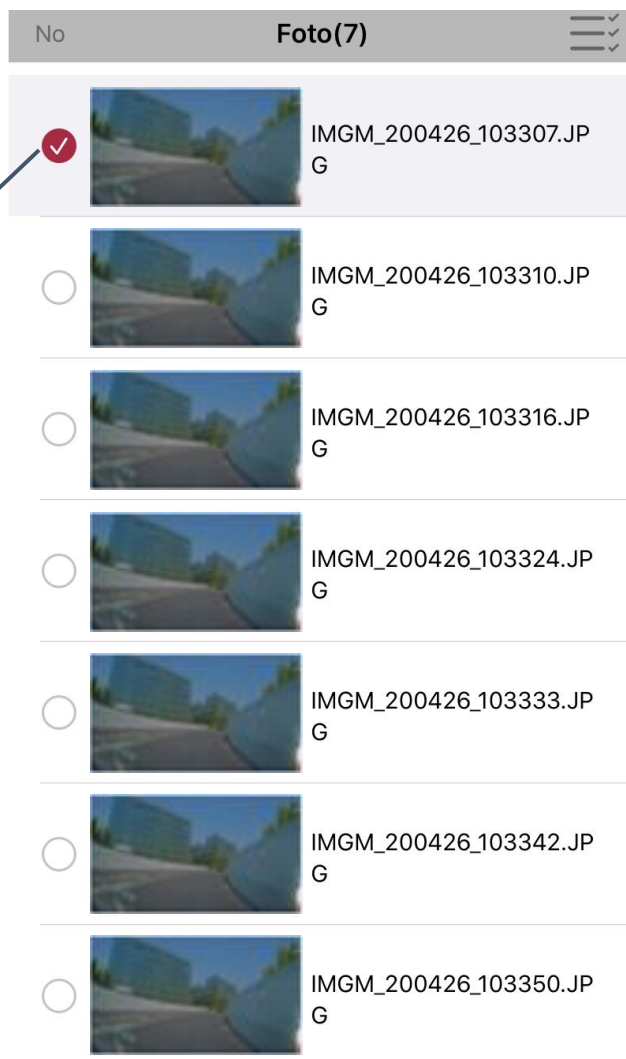 No
Foto(7)
IMGM_200426_103307.JP
G
IMGM_200426_103310.JP
G
IMGM_200426_103316.JP
G
IMGM_200426_103324.JP
G
IMGM_200426_103333.JP
G
IMGM_200426_103342.JP
G
IMGM_200426_103350.JP
G